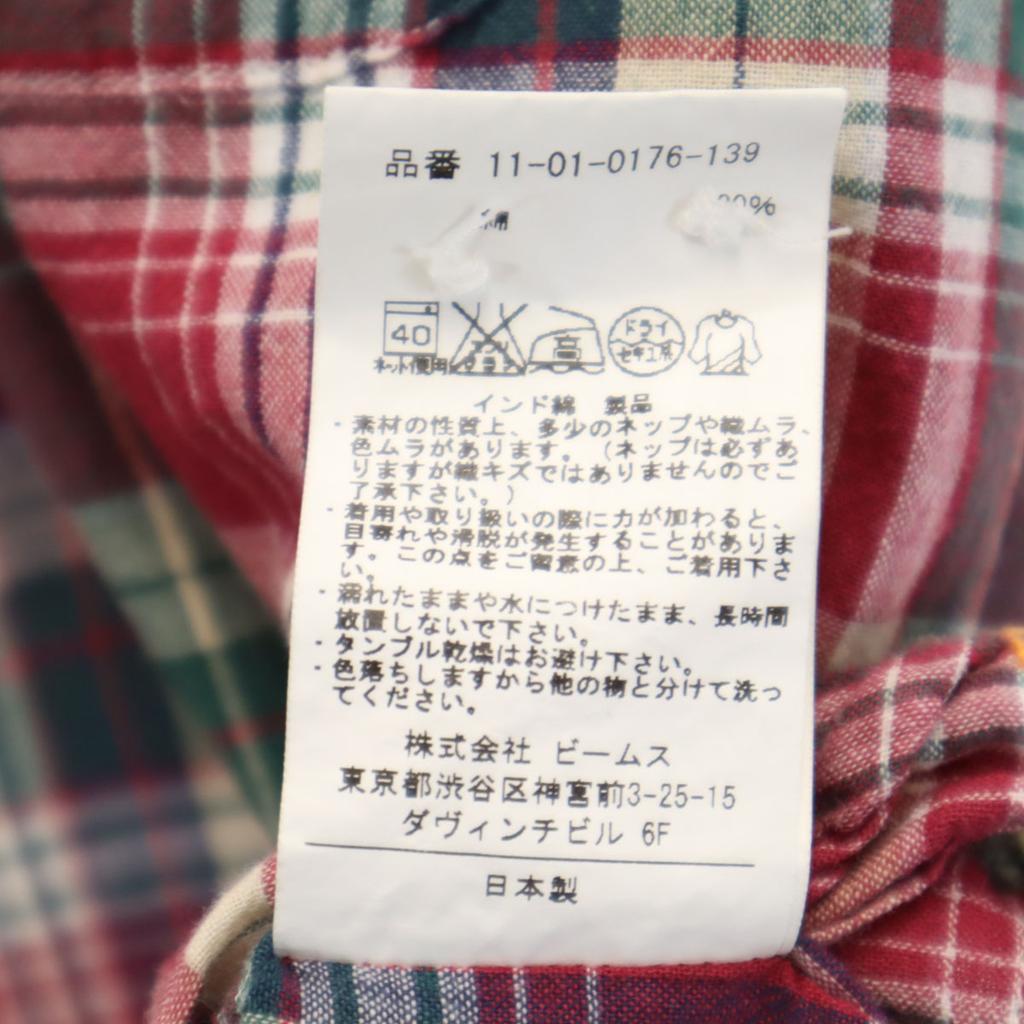 品番 11-01-0176-139
綿 00%
40 高 ドライ
ネット使用 エンソ セキユ系
インド綿 製品
・素材の性質上、多少のネップや織ムラ、
色ムラがあります。(ネップは必ずあ
りますが織キズではありませんのでご
了承下さい。)
・着用や取り扱いの際に力が加わると、
目寄れや滑脱が発生することがありま
す。この点をご留意の上、ご着用下さ
い。
・濡れたままや水につけたまま、長時間
放置しないで下さい。
・タンブル乾燥はお避け下さい。
・色落ちしますから他の物と分けて洗っ
てください。
株式会社 ビームス
東京都渋谷区神宮前3-25-15
ダヴィンチビル 6F
日本製